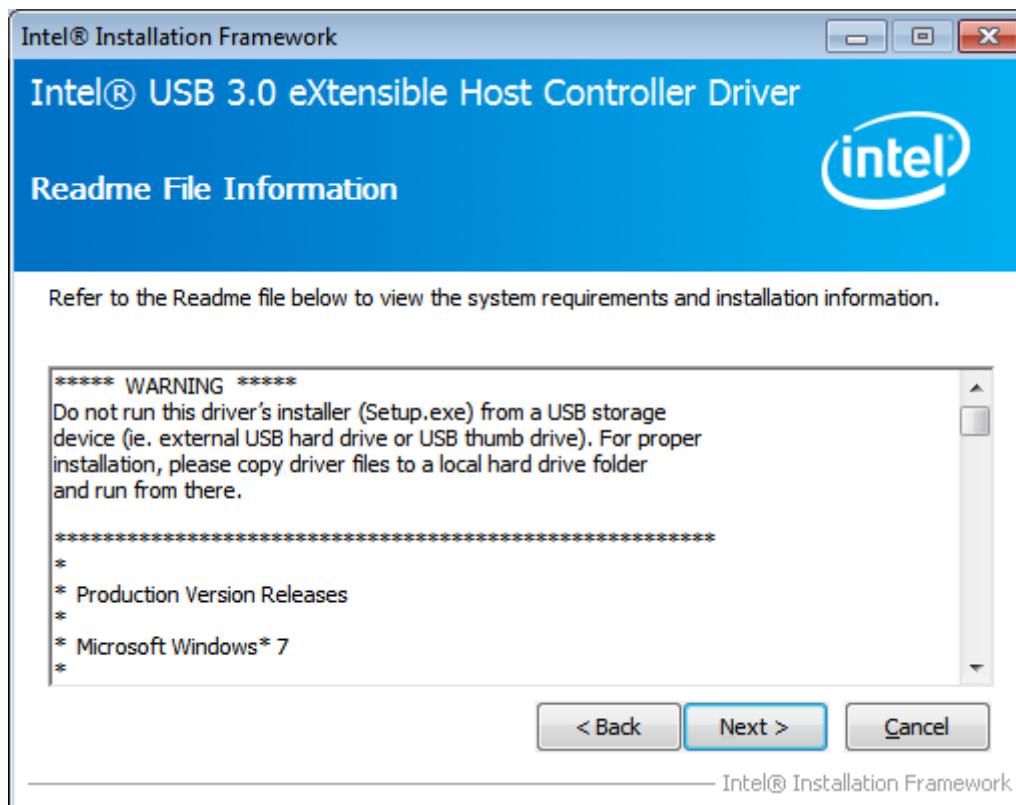 Intel® Installation Framework
Intel® USB 3.0 eXtensible Host Controller Driver
intel
Readme File Information
Refer to the Readme file below to view the system requirements and installation information.
***** WARNING *****
Do not run this driver's installer (Setup.exe) from a USB storage
device (ie. external USB hard drive or USB thumb drive). For proper
installation, please copy driver files to a local hard drive folder
and run from there.
*******************************************************
*
* Production Version Releases
*
* Microsoft Windows* 7
*
< Back Next > Cancel
Intel® Installation Framework